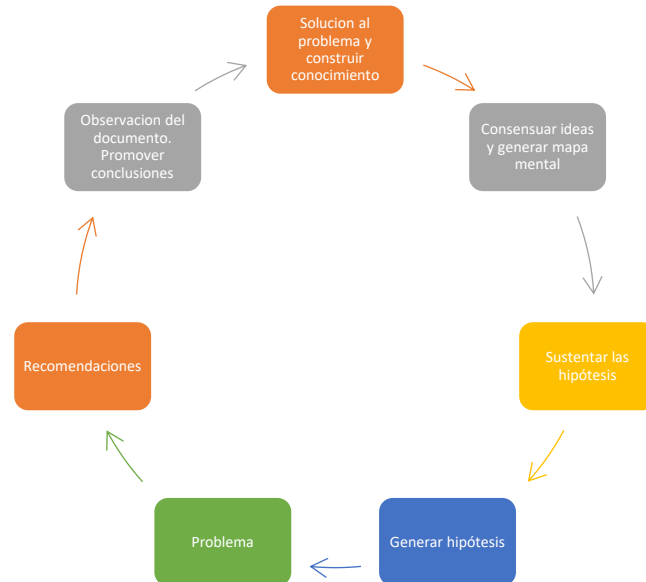 Solucion al
problema y
construir
conocimiento
Consensuar ideas
y generar mapa
mental
Sustentar las
hipótesis
Generar hipótesis
Problema
Recomendaciones
Observacion del
documento.
Promover
conclusiones